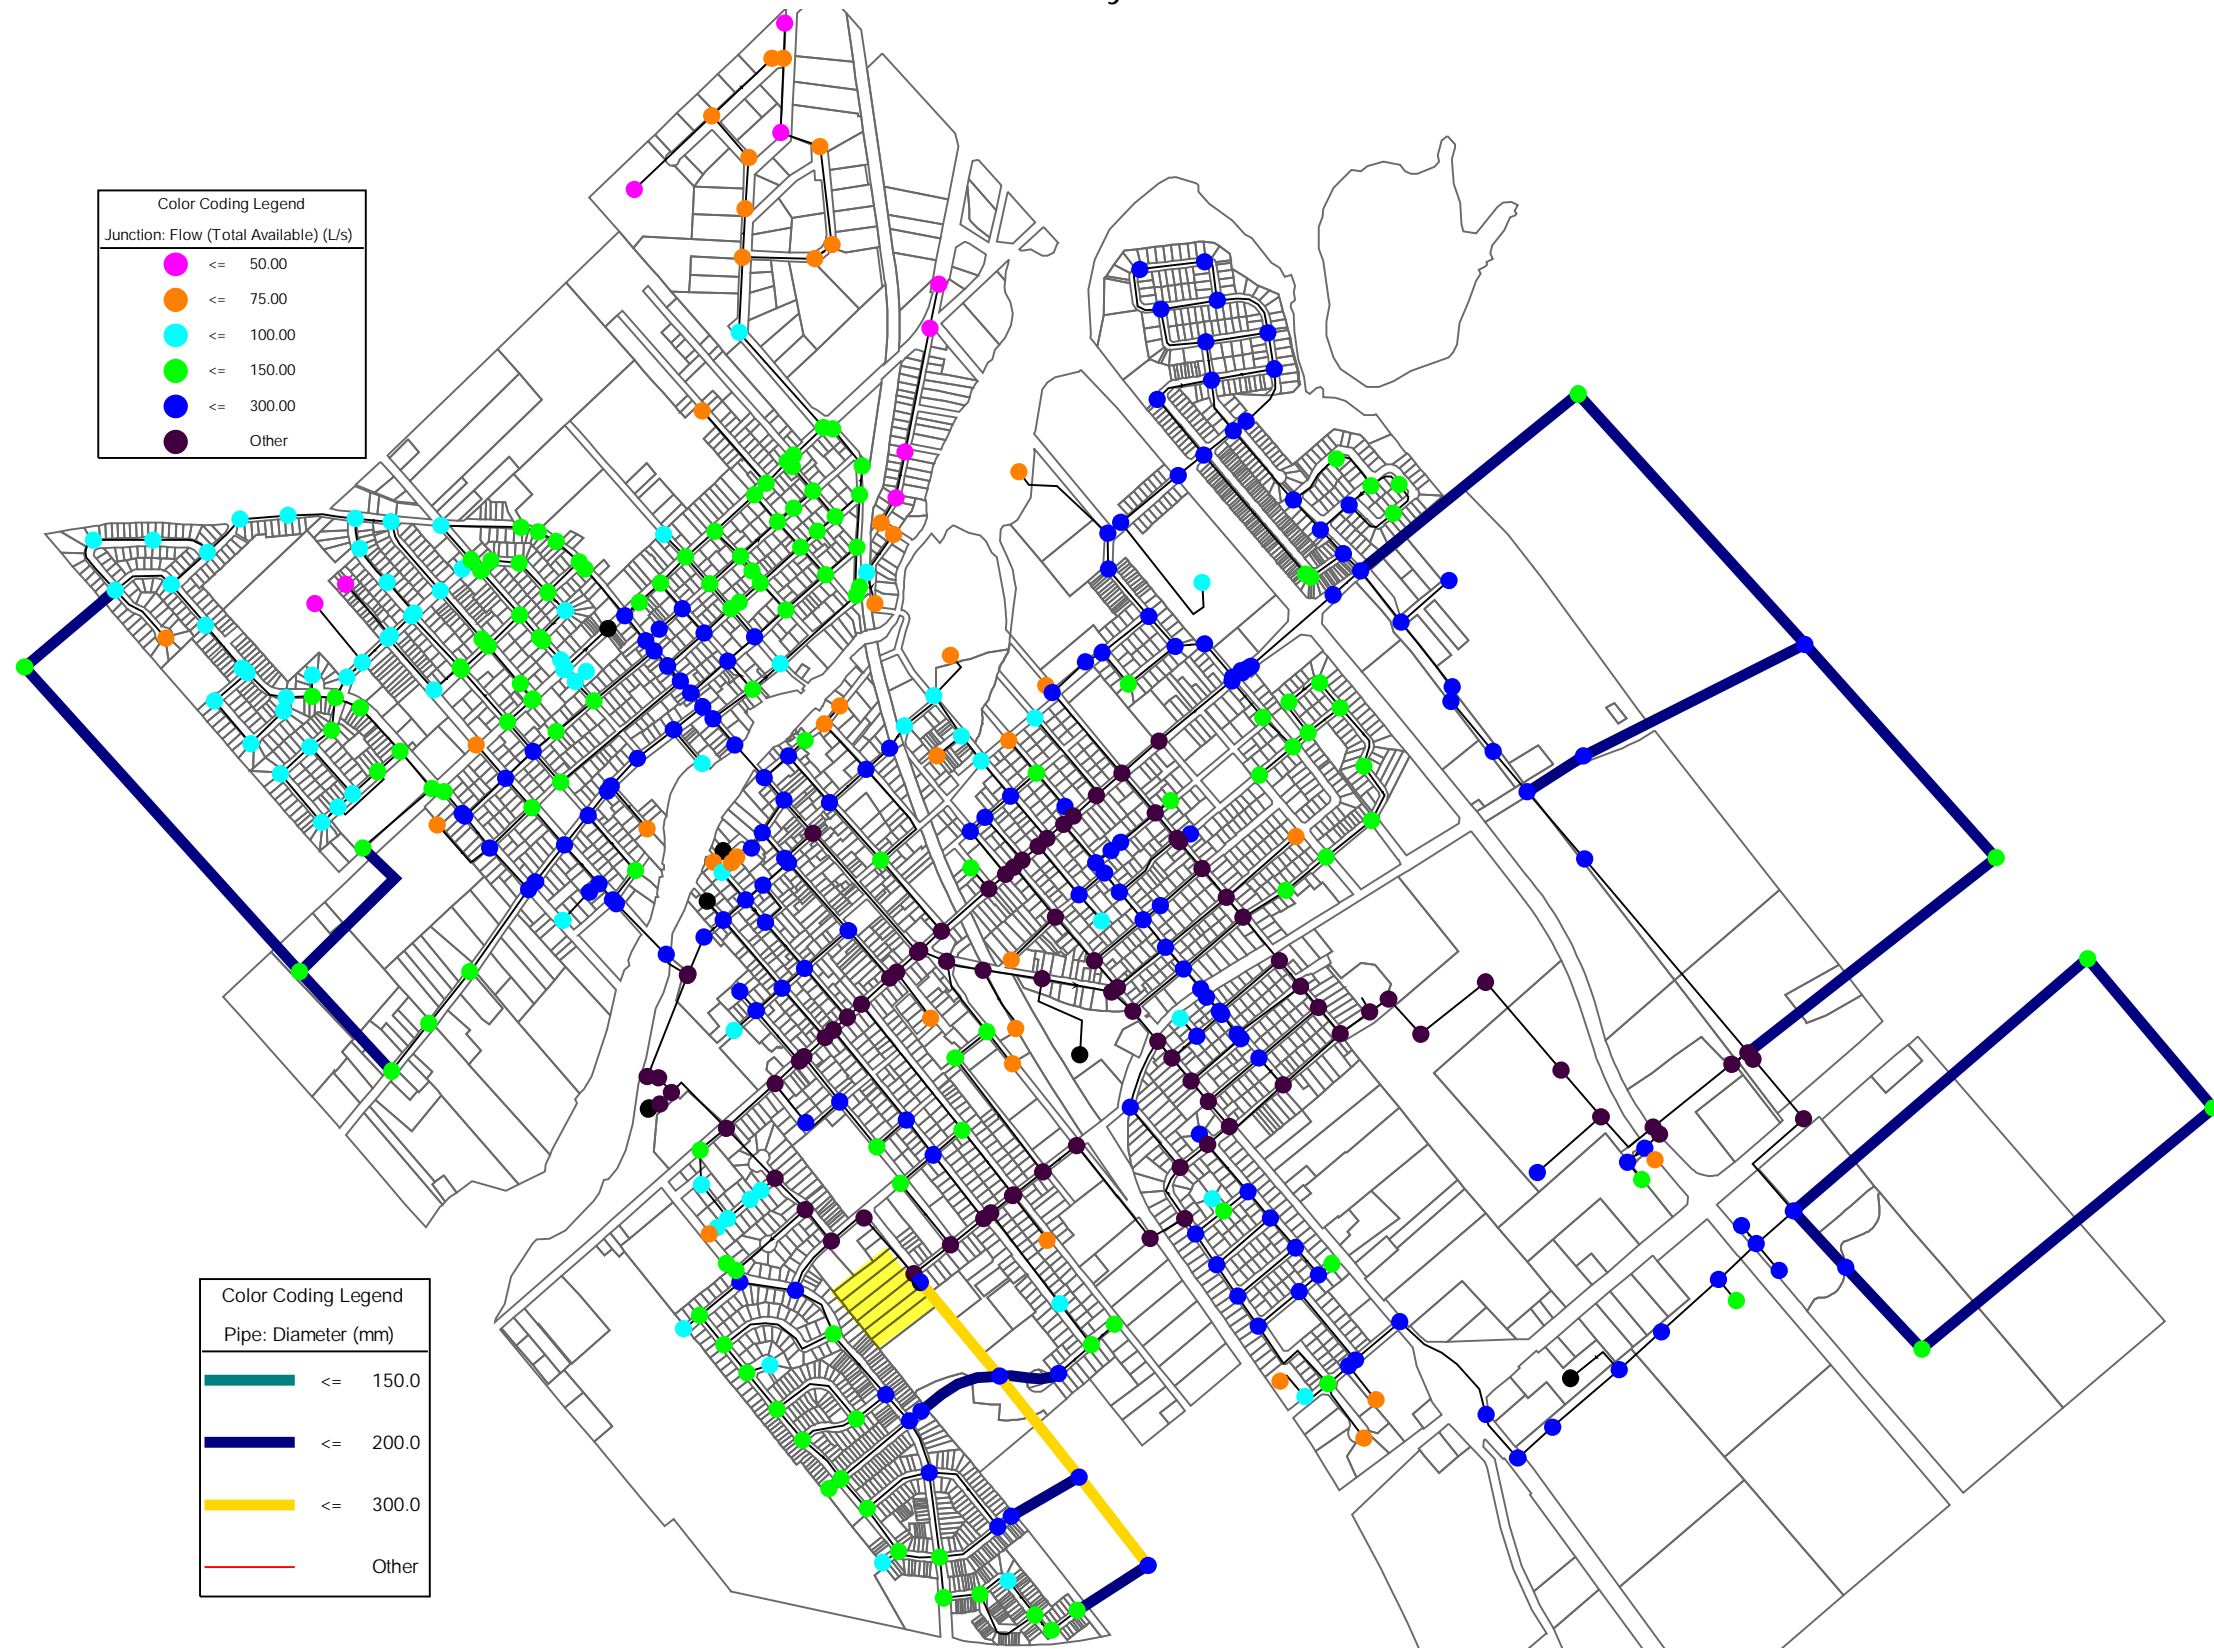 Color Coding Legend
Junction: Flow (Total Available) (L/s)
<= 50.00
<= 75.00
<= 100.00
<= 150.00
<= 300.00
Other
Color Coding Legend
Pipe: Diameter (mm)
<= 150.0
<= 200.0
<= 300.0
Other